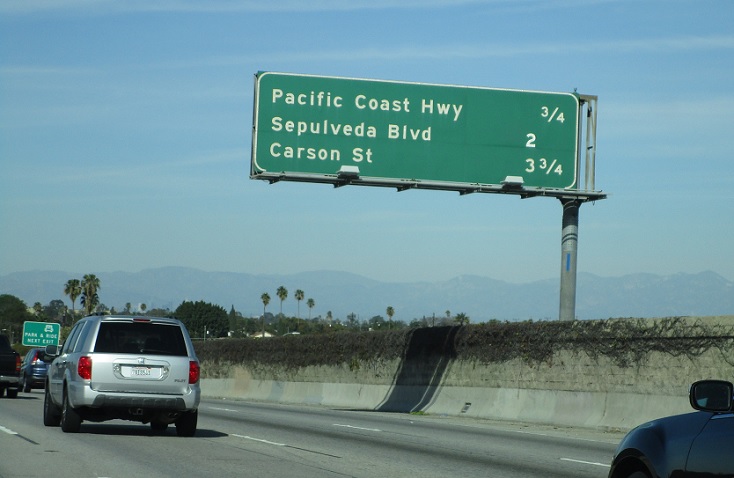 Pacific Coast Hwy 3/4
Sepulveda Blvd 2
Carson St 3 3/4
PARK & RIDE
NEXT EXIT